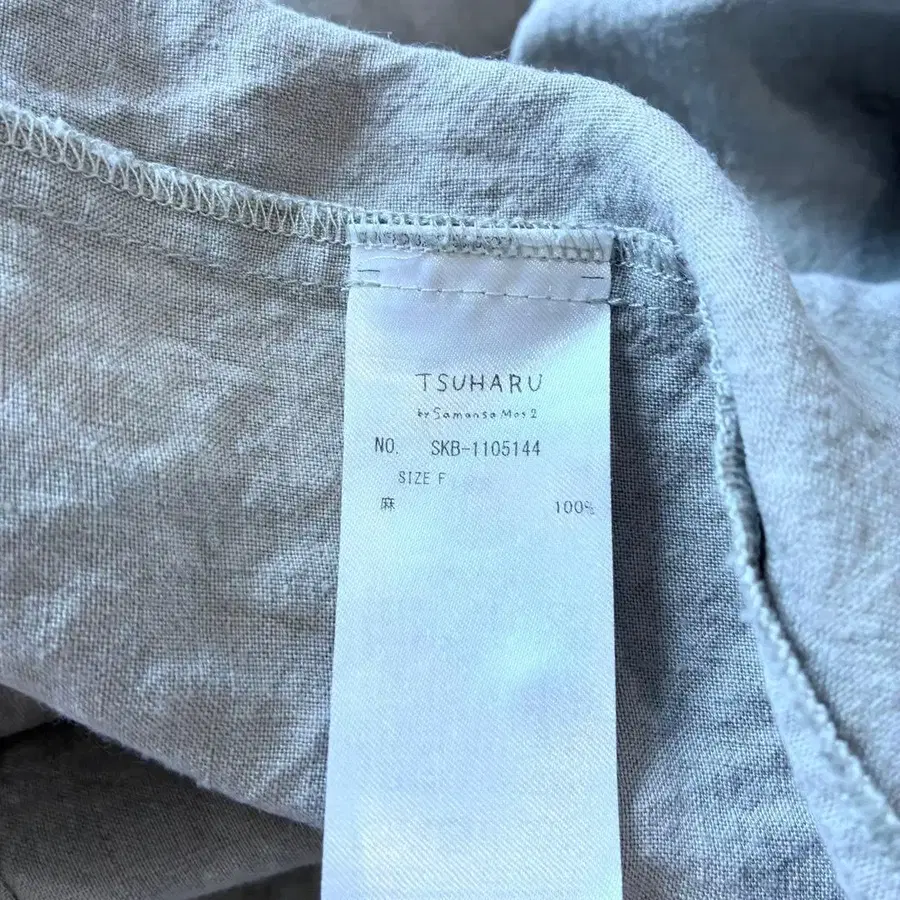 TSUHARU
by Samansa Mos2
NO. SKB-1105144
SIZE F
麻 100%